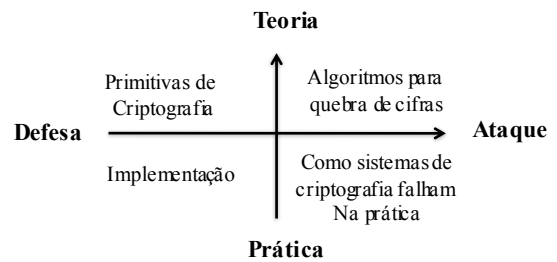 Teoria
Primitivas de
Criptografia
Algoritmos para
quebra de cifras
Defesa
Ataque
Implementação
Como sistemas de
criptografia falham
Na prática
Prática